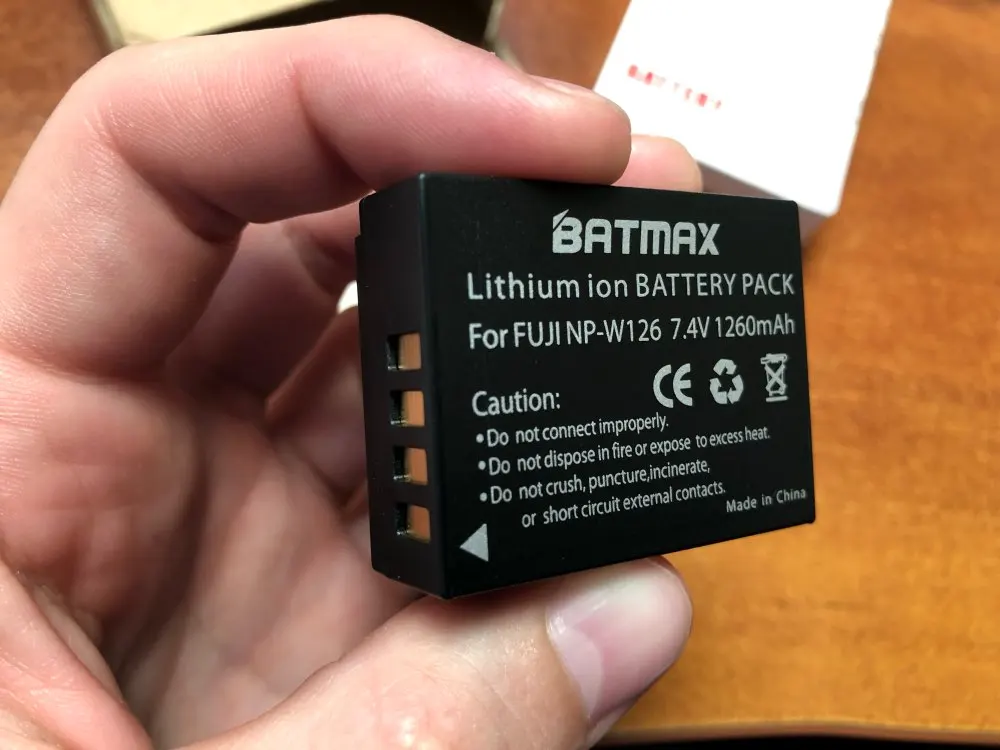 BATTERY
BATMAX
Lithium ion BATTERY PACK
For FUJI NP-W126 7.4V 1260mAh
CE
Caution:
•Do not connect improperly.
•Do not dispose in fire or expose to excess heat.
•Do not crush, puncture,incinerate,
or short circuit external contacts.
Made in China